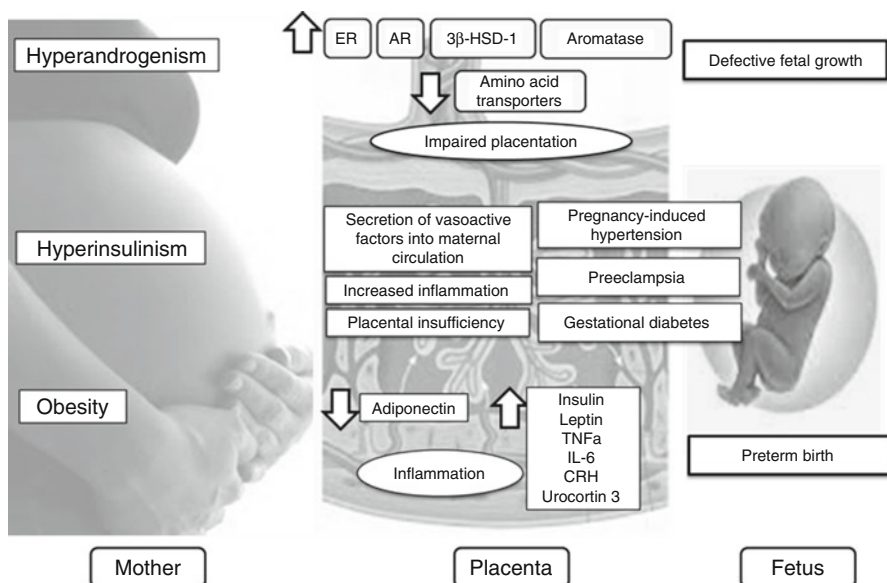 Hyperandrogenism
Hyperinsulinism
Obesity
Mother
ER
AR
3β-HSD-1
Aromatase
Amino acid
transporters
Impaired placentation
Secretion of vasoactive
factors into maternal
circulation
Increased inflammation
Placental insufficiency
Pregnancy-induced
hypertension
Preeclampsia
Gestational diabetes
Adiponectin
Inflammation
Insulin
Leptin
TNFa
IL-6
CRH
Urocortin 3
Placenta
Defective fetal growth
Preterm birth
Fetus